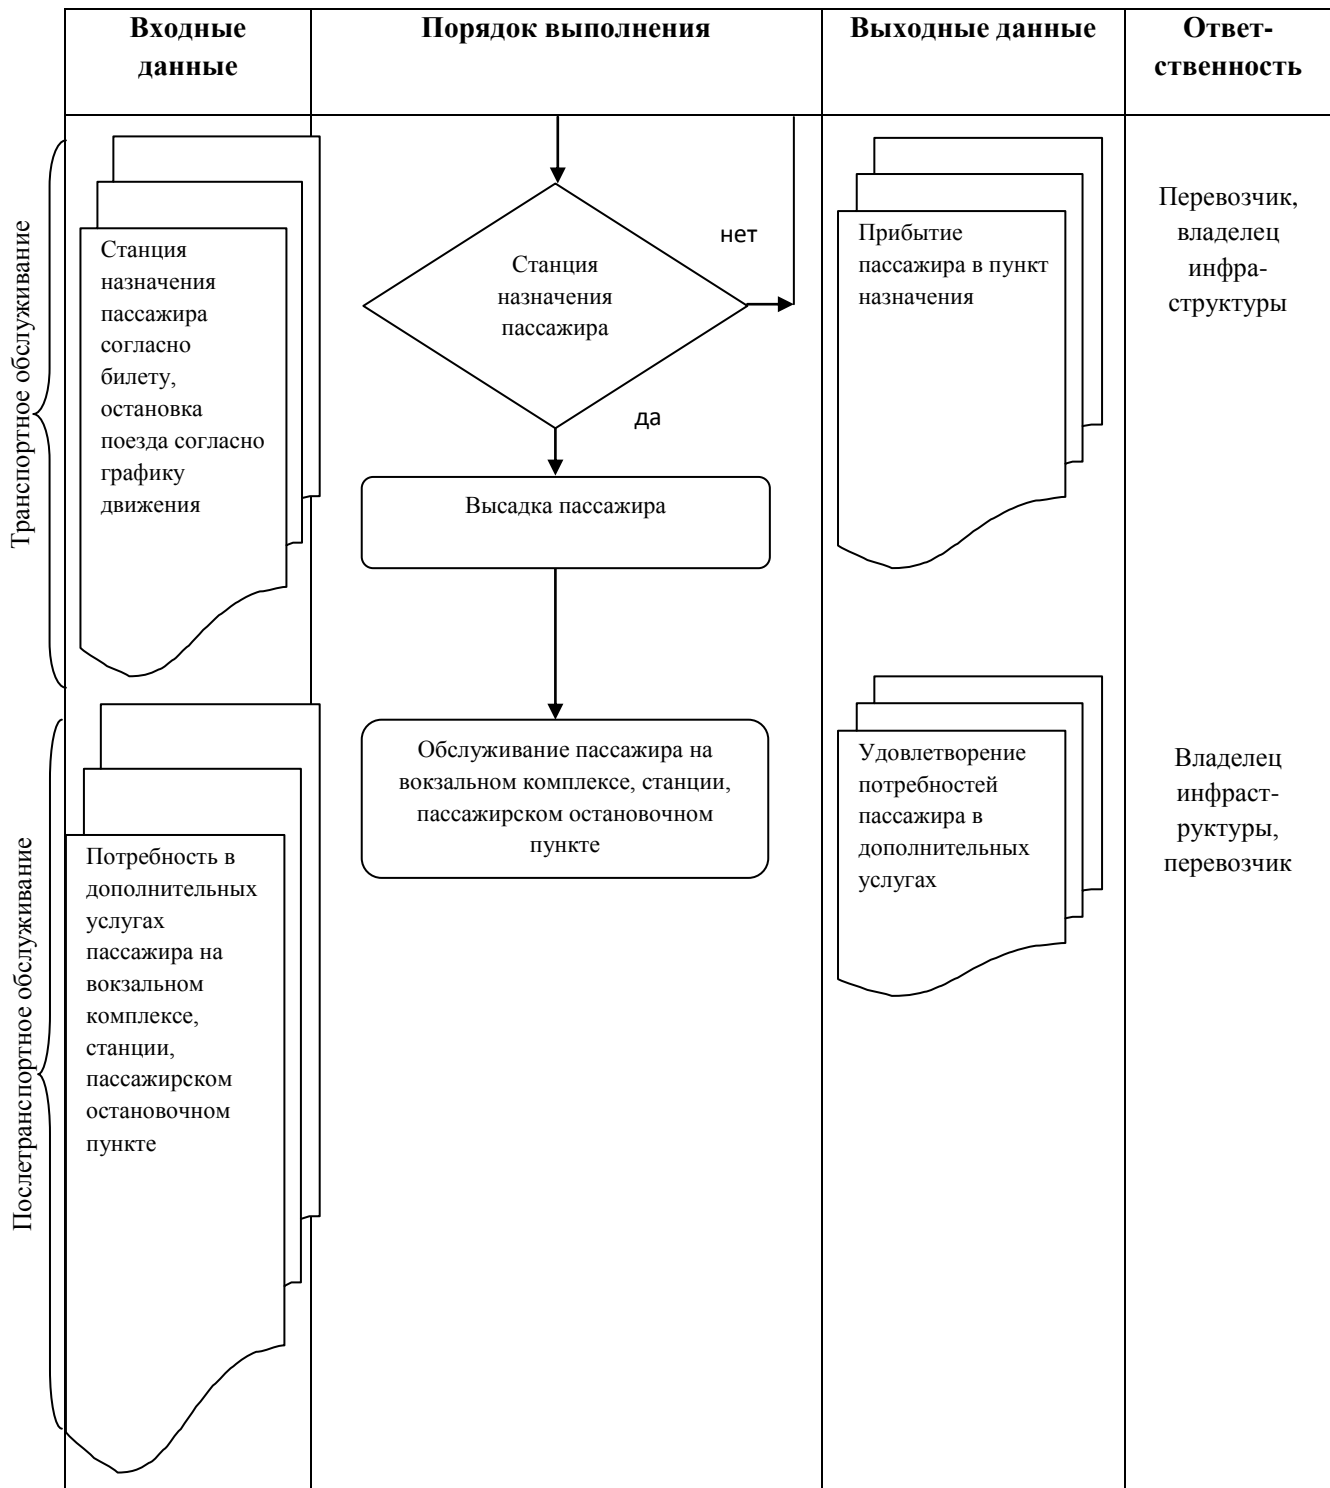 Входные
данные
Порядок выполнения
Выходные данные
Ответ-
ственность
Транспортное обслуживание
Станция
назначения
пассажира
согласно
билету,
остановка
поезда согласно
графику
движения
Станция
назначения
пассажира
нет
да
Высадка пассажира
Прибытие
пассажира в пункт
назначения
Перевозчик,
владелец
инфра-
структуры
Послетранспортное обслуживание
Потребность в
дополнительных
услугах
пассажира на
вокзальном
комплексе,
станции,
пассажирском
остановочном
пункте
Обслуживание пассажира на
вокзальном комплексе, станции,
пассажирском остановочном
пункте
Удовлетворение
потребностей
пассажира в
дополнительных
услугах
Владелец
инфраст-
руктуры,
перевозчик